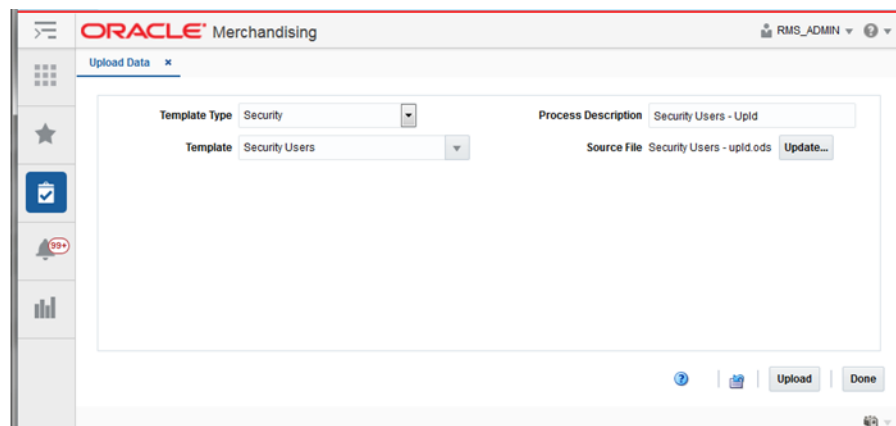 ORACLE® Merchandising
RMS_ADMIN
Upload Data ×
Template Type Security
Process Description Security Users - Upld
Template Security Users
Source File Security Users - upld.ods Update...
99+
Upload
Done